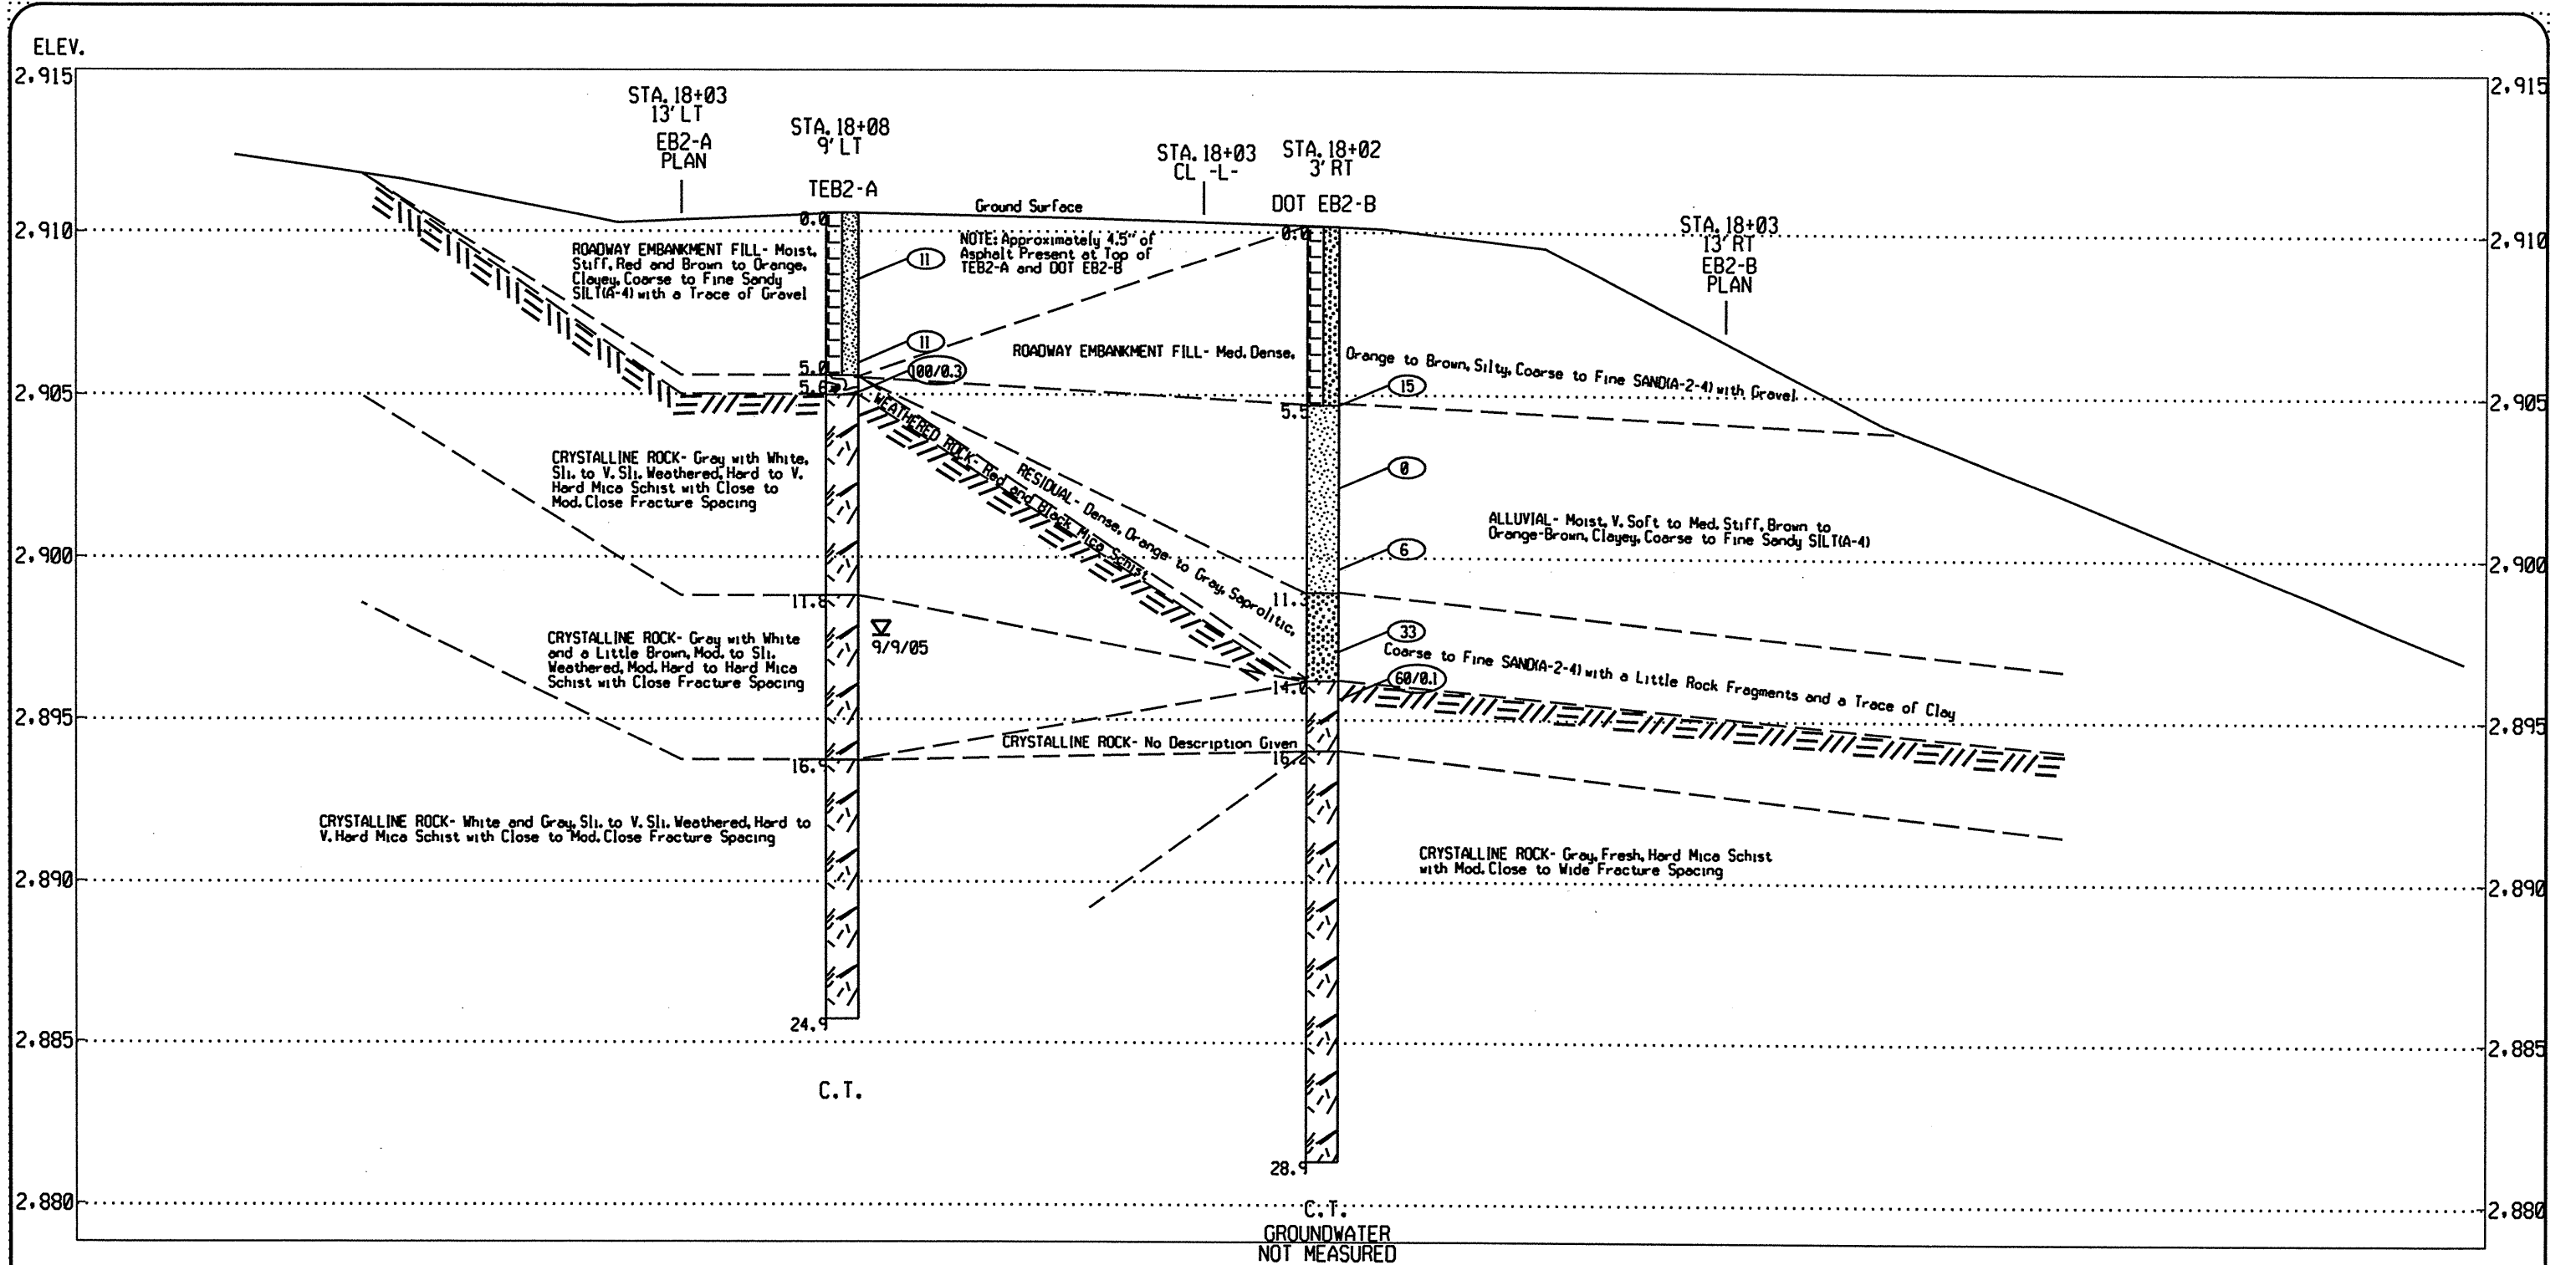 ELEV.
2,915
2,915
STA. 18+03
13' LT
EB2-A
PLAN
STA. 18+08
9' LT
TEB2-A
STA. 18+03
CL -L-
STA. 18+02
3' RT
DOT EB2-B
STA. 18+03
13' RT
EB2-B
PLAN
Ground Surface
0.0
0.0
2,910
2,910
ROADWAY EMBANKMENT FILL- Moist,
Stiff, Red and Brown to Orange,
Clayey, Coarse to Fine Sandy
SILT(A-4) with a Trace of Gravel
11
NOTE: Approximately 4.5" of
Asphalt Present at Top of
TEB2-A and DOT EB2-B
11
100/0.3
5.0
5.6
ROADWAY EMBANKMENT FILL- Med. Dense,
Orange to Brown, Silty, Coarse to Fine SAND(A-2-4) with Gravel
15
5.5
2,905
2,905
WEATHERED ROCK- Red and Black Mica Schist
RESIDUAL- Dense, Orange to Gray, Saprolitic,
Coarse to Fine SAND(A-2-4) with a Little Rock Fragments and a Trace of Clay
0
CRYSTALLINE ROCK- Gray with White,
Sli. to V. Sli. Weathered, Hard to V.
Hard Mica Schist with Close to
Mod. Close Fracture Spacing
ALLUVIAL- Moist, V. Soft to Med. Stiff, Brown to
Orange-Brown, Clayey, Coarse to Fine Sandy SILT(A-4)
6
2,900
2,900
11.8
11.3
9/9/05
33
60/0.1
CRYSTALLINE ROCK- Gray with White
and a Little Brown, Mod. to Sli.
Weathered, Mod. Hard to Hard Mica
Schist with Close Fracture Spacing
14.0
2,895
2,895
CRYSTALLINE ROCK- No Description Given
16.9
16.2
CRYSTALLINE ROCK- White and Gray, Sli. to V. Sli. Weathered, Hard to
V. Hard Mica Schist with Close to Mod. Close Fracture Spacing
CRYSTALLINE ROCK- Gray, Fresh, Hard Mica Schist
with Mod. Close to Wide Fracture Spacing
2,890
2,890
24.9
2,885
2,885
C.T.
28.9
2,880
2,880
C.T.
GROUNDWATER
NOT MEASURED